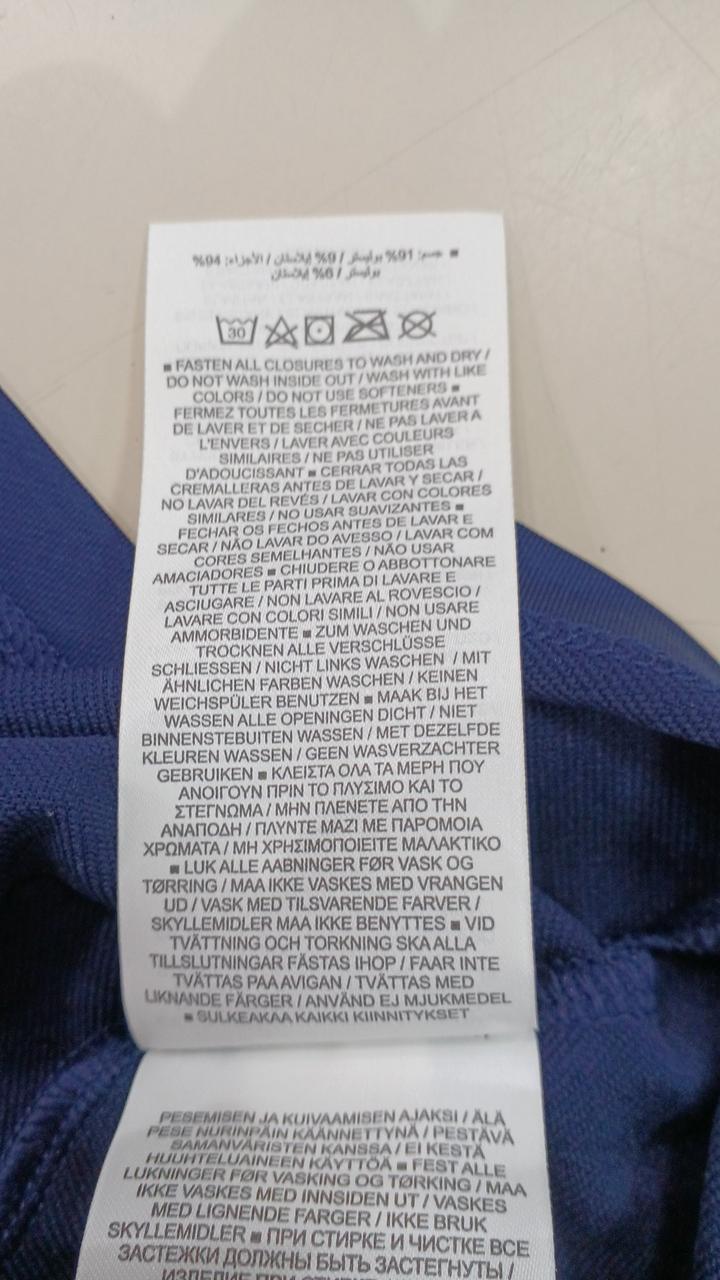 ■ جسم: 91% بوليستر / 9% إيلاستان / الأجزاء: 94%
بوليستر / 6% إيلاستان
30
■ FASTEN ALL CLOSURES TO WASH AND DRY /
DO NOT WASH INSIDE OUT / WASH WITH LIKE
COLORS / DO NOT USE SOFTENERS ■
FERMEZ TOUTES LES FERMETURES AVANT
DE LAVER ET DE SECHER / NE PAS LAVER A
L'ENVERS / LAVER AVEC COULEURS
SIMILAIRES / NE PAS UTILISER
D'ADOUCISSANT ■ CERRAR TODAS LAS
CREMALLERAS ANTES DE LAVAR Y SECAR /
NO LAVAR DEL REVÉS / LAVAR CON COLORES
SIMILARES / NO USAR SUAVIZANTES ■
FECHAR OS FECHOS ANTES DE LAVAR E
SECAR / NÃO LAVAR DO AVESSO / LAVAR COM
CORES SEMELHANTES / NÃO USAR
AMACIADORES ■ CHIUDERE O ABBOTTONARE
TUTTE LE PARTI PRIMA DI LAVARE E
ASCIUGARE / NON LAVARE AL ROVESCIO /
LAVARE CON COLORI SIMILI / NON USARE
AMMORBIDENTE ■ ZUM WASCHEN UND
TROCKNEN ALLE VERSCHLÜSSE
SCHLIESSEN / NICHT LINKS WASCHEN / MIT
ÄHNLICHEN FARBEN WASCHEN / KEINEN
WEICHSPÜLER BENUTZEN ■ MAAK BIJ HET
WASSEN ALLE OPENINGEN DICHT / NIET
BINNENSTEBUITEN WASSEN / MET DEZELFDE
KLEUREN WASSEN / GEEN WASVERZACHTER
GEBRUIKEN ■ ΚΛΕΙΣΤΑ ΟΛΑ ΤΑ ΜΕΡΗ ΠΟΥ
ΑΝΟΙΓΟΥΝ ΠΡΙΝ ΤΟ ΠΛΥΣΙΜΟ ΚΑΙ ΤΟ
ΣΤΕΓΝΩΜΑ / ΜΗΝ ΠΛΕΝΕΤΕ ΑΠΟ ΤΗΝ
ΑΝΑΠΟΔΗ / ΠΛΥΝΤΕ ΜΑΖΙ ΜΕ ΠΑΡΟΜΟΙΑ
ΧΡΩΜΑΤΑ / ΜΗ ΧΡΗΣΙΜΟΠΟΙΕΙΤΕ ΜΑΛΑΚΤΙΚΟ
■ LUK ALLE AABNINGER FØR VASK OG
TØRRING / MAA IKKE VASKES MED VRANGEN
UD / VASK MED TILSVARENDE FARVER /
SKYLLEMIDLER MAA IKKE BENYTTES ■ VID
TVÄTTNING OCH TORKNING SKA ALLA
TILLSLUTNINGAR FÄSTAS IHOP / FAAR INTE
TVÄTTAS PAA AVIGAN / TVÄTTAS MED
LIKNANDE FÄRGER / ANVÄND EJ MJUKMEDEL
■ SULKEAKAA KAIKKI KIINNITYKSET
PESEMISEN JA KUIVAAMISEN AJAKSI / ÄLÄ
PESE NURINPÄIN KÄÄNNETTYNÄ / PESTÄVÄ
SAMANVÄRISTEN KANSSA / EI KESTÄ
HUUHTELUAINEEN KÄYTTÖÄ ■ FEST ALLE
LUKNINGER FØR VASKING OG TØRKING / MAA
IKKE VASKES MED INNSIDEN UT / VASKES
MED LIGNENDE FARGER / IKKE BRUK
SKYLLEMIDLER ■ ПРИ СТИРКЕ И ЧИСТКЕ ВСЕ
ЗАСТЕЖКИ ДОЛЖНЫ БЫТЬ ЗАСТЕГНУТЫ /
ИЗДЕЛИЕ ПРИ